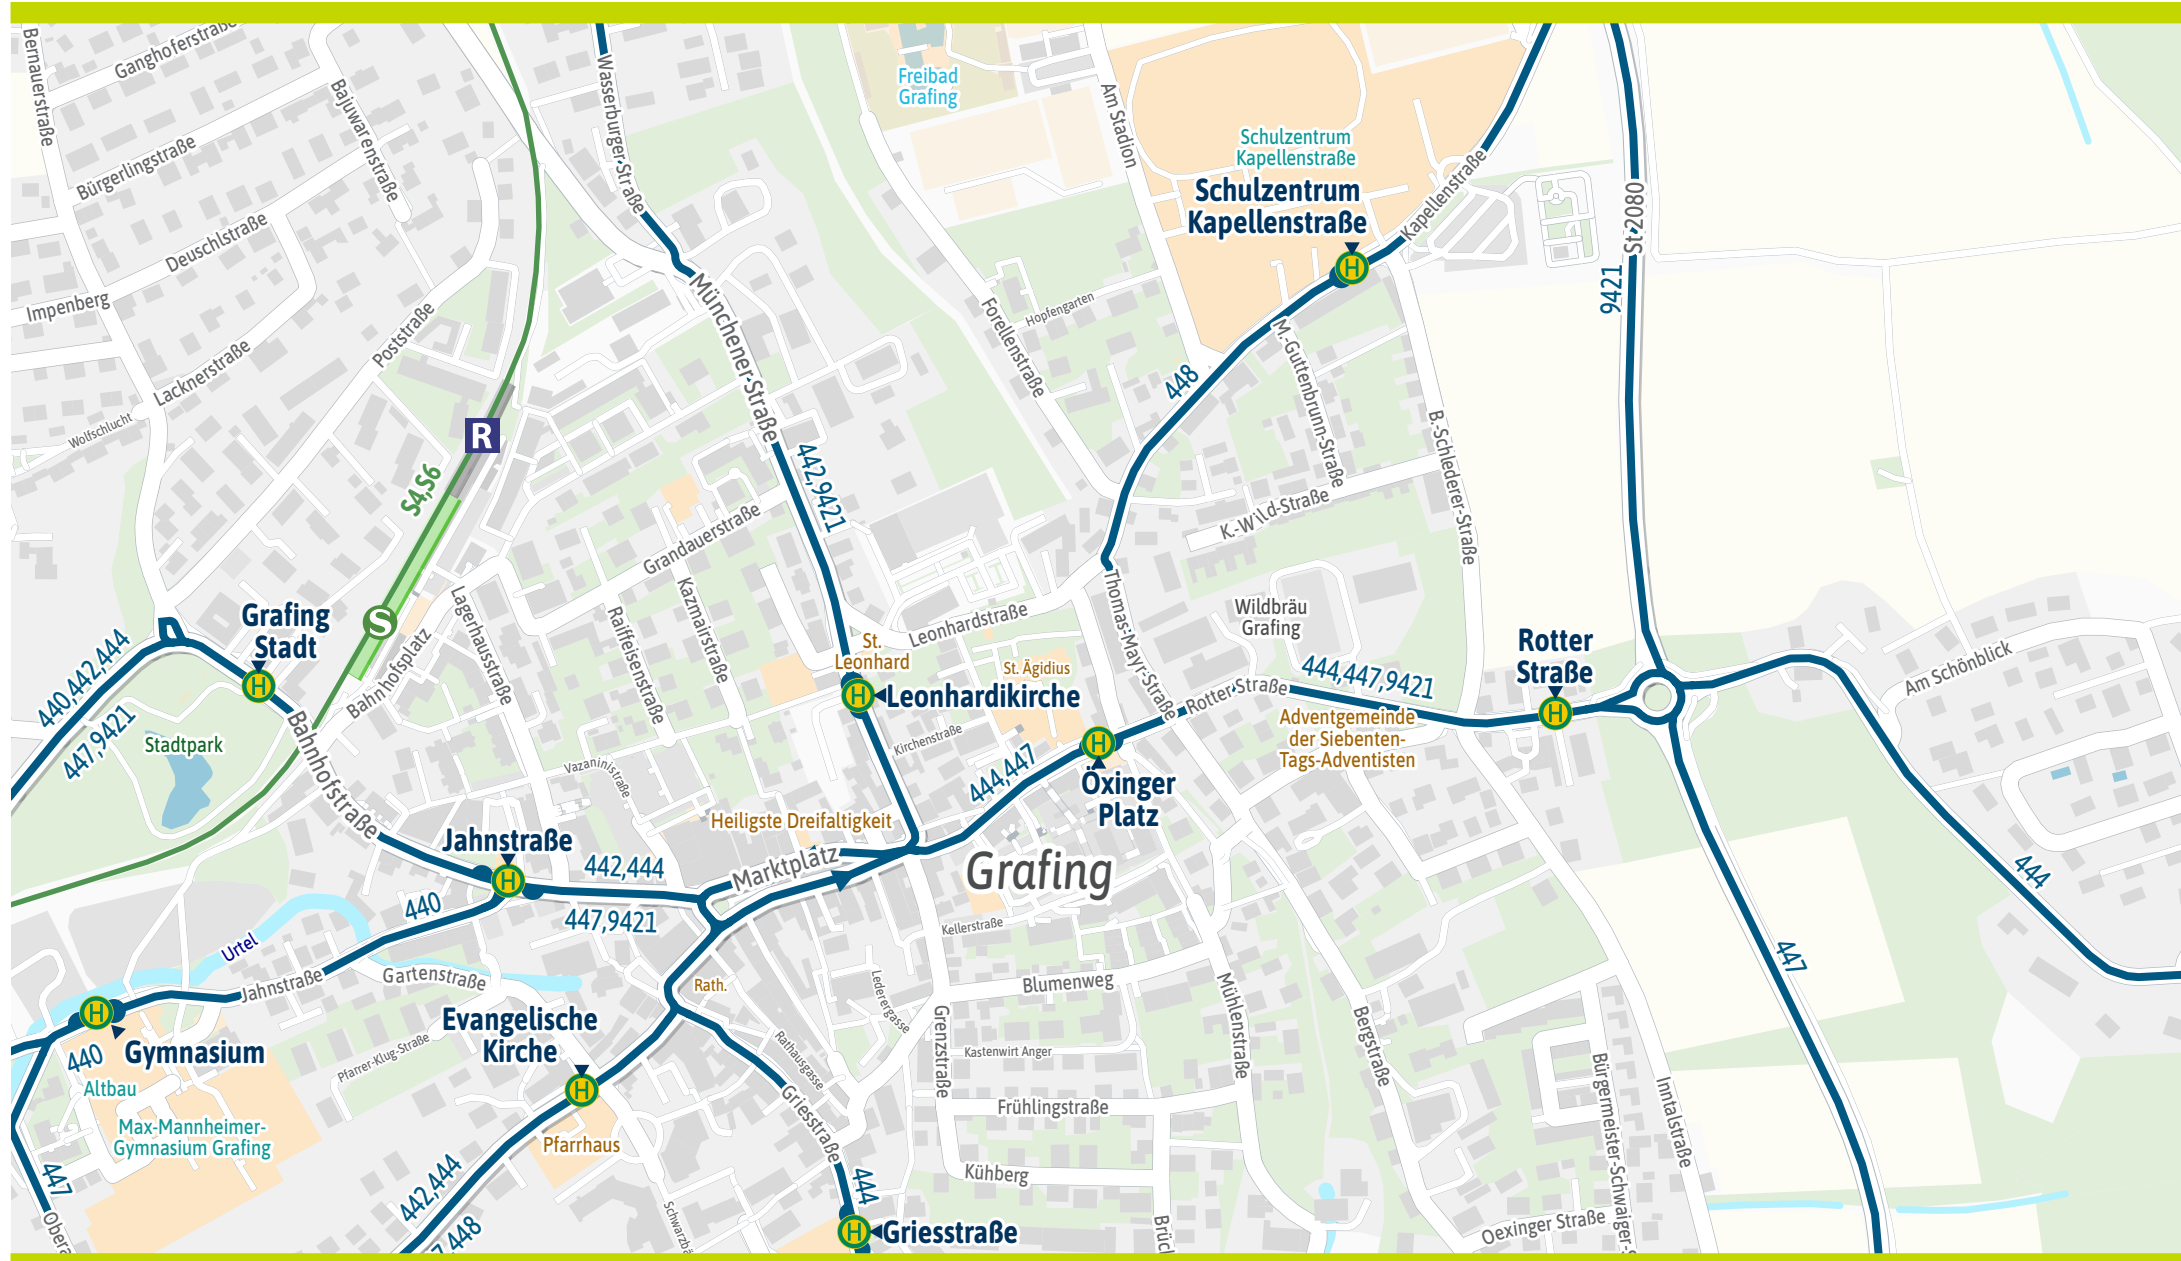 Bernauerstraße
Ganghoferstraße
Bajuwarenstraße
Bürgerlingstraße
Deuschlstraße
Impenberg
Lacknerstraße
Poststraße
Wolfschlucht
Wasserburger Straße
Münchener Straße
Freibad
Grafing
Am Stadion
Schulzentrum
Kapellenstraße
Schulzentrum
Kapellenstraße
H
Kapellenstraße
St 2080
9421
Hopfengarten
Forellenstraße
448
M.-Guttenbrunn-Straße
B.-Schlederer-Straße
K.-Wild-Straße
R
S4,S6
442,9421
Grandauerstraße
Kazmairstraße
Raiffeisenstraße
Lagerhausstraße
Bahnhofsplatz
S
Grafing
Stadt
H
440,442,444
447,9421
Stadtpark
Bahnhofstraße
Leonhardstraße
Thomas-Mayr-Straße
Wildbräu
Grafing
St.
Leonhard
St. Ägidius
H
Leonhardikirche
Kirchenstraße
Rotter Straße
444,447,9421
Rotter
Straße
H
Am Schönblick
Adventgemeinde
der Siebenten-
Tags-Adventisten
H
Öxinger
Platz
444,447
Vazaninistraße
Heiligste Dreifaltigkeit
Marktplatz
Grafing
Jahnstraße
H
442,444
447,9421
440
444
447
Urtel
Jahnstraße
Gartenstraße
Kellerstraße
Blumenweg
Rath.
Lederergasse
Rathausgasse
Grenzstraße
Mühlenstraße
Bergstraße
Kastenwirt Anger
H
Gymnasium
440
Altbau
Max-Mannheimer-
Gymnasium Grafing
Pfarrer-Klug-Straße
Evangelische
Kirche
H
Pfarrhaus
Griesstraße
Frühlingstraße
Kühberg
Bürgermeister-Schwaiger-S
Inntalstraße
447
Obera
442,444
7,448
444
H
Griesstraße
Schwarzbä
Brück
Oexinger Straße